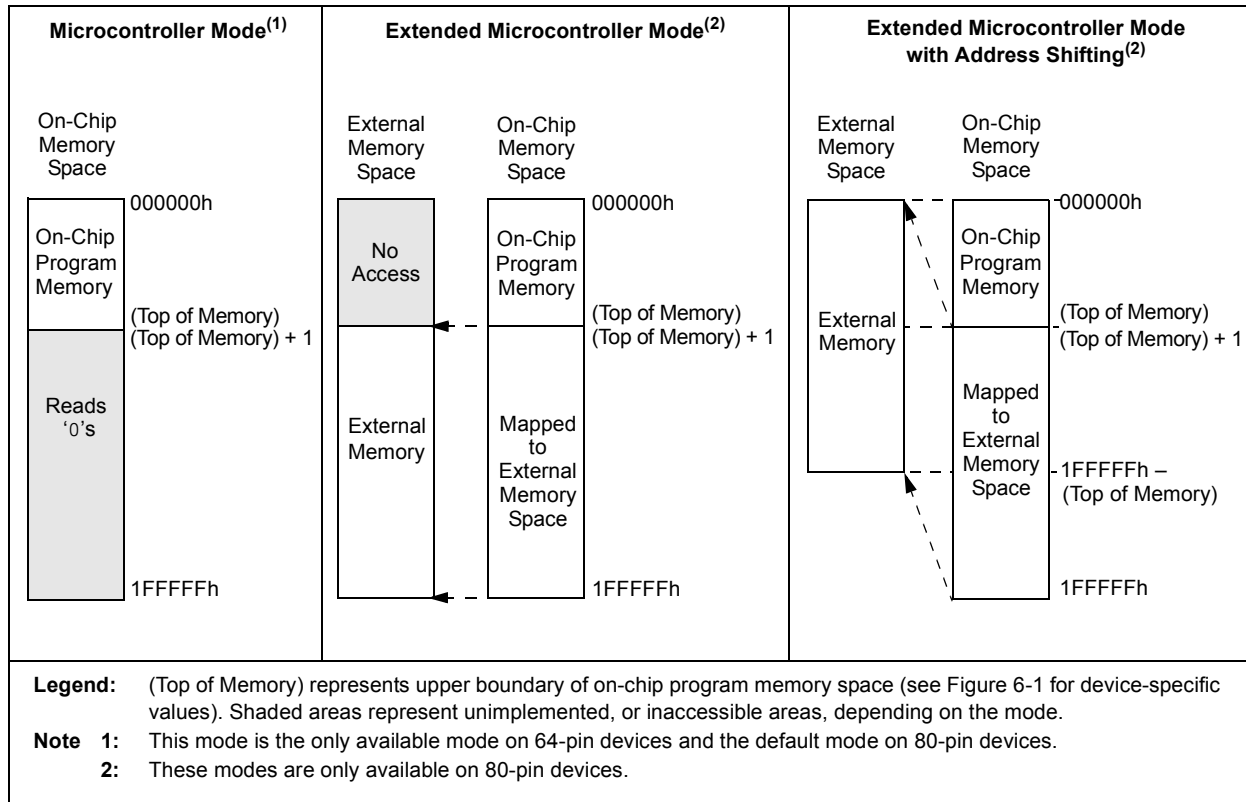 Microcontroller Mode(1)
On-Chip
Memory
Space
000000h
On-Chip
Program
Memory
(Top of Memory)
(Top of Memory) + 1
Reads
‘0’s
1FFFFFh
Extended Microcontroller Mode(2)
External
Memory
Space
On-Chip
Memory
Space
000000h
No
Access
On-Chip
Program
Memory
(Top of Memory)
(Top of Memory) + 1
External
Memory
Mapped
to
External
Memory
Space
1FFFFFh
Extended Microcontroller Mode
with Address Shifting(2)
External
Memory
Space
On-Chip
Memory
Space
000000h
On-Chip
Program
Memory
External
Memory
(Top of Memory)
(Top of Memory) + 1
Mapped
to
External
Memory
Space
1FFFFFh –
(Top of Memory)
1FFFFFh
Legend: (Top of Memory) represents upper boundary of on-chip program memory space (see Figure 6-1 for device-specific
values). Shaded areas represent unimplemented, or inaccessible areas, depending on the mode.
Note 1: This mode is the only available mode on 64-pin devices and the default mode on 80-pin devices.
2: These modes are only available on 80-pin devices.